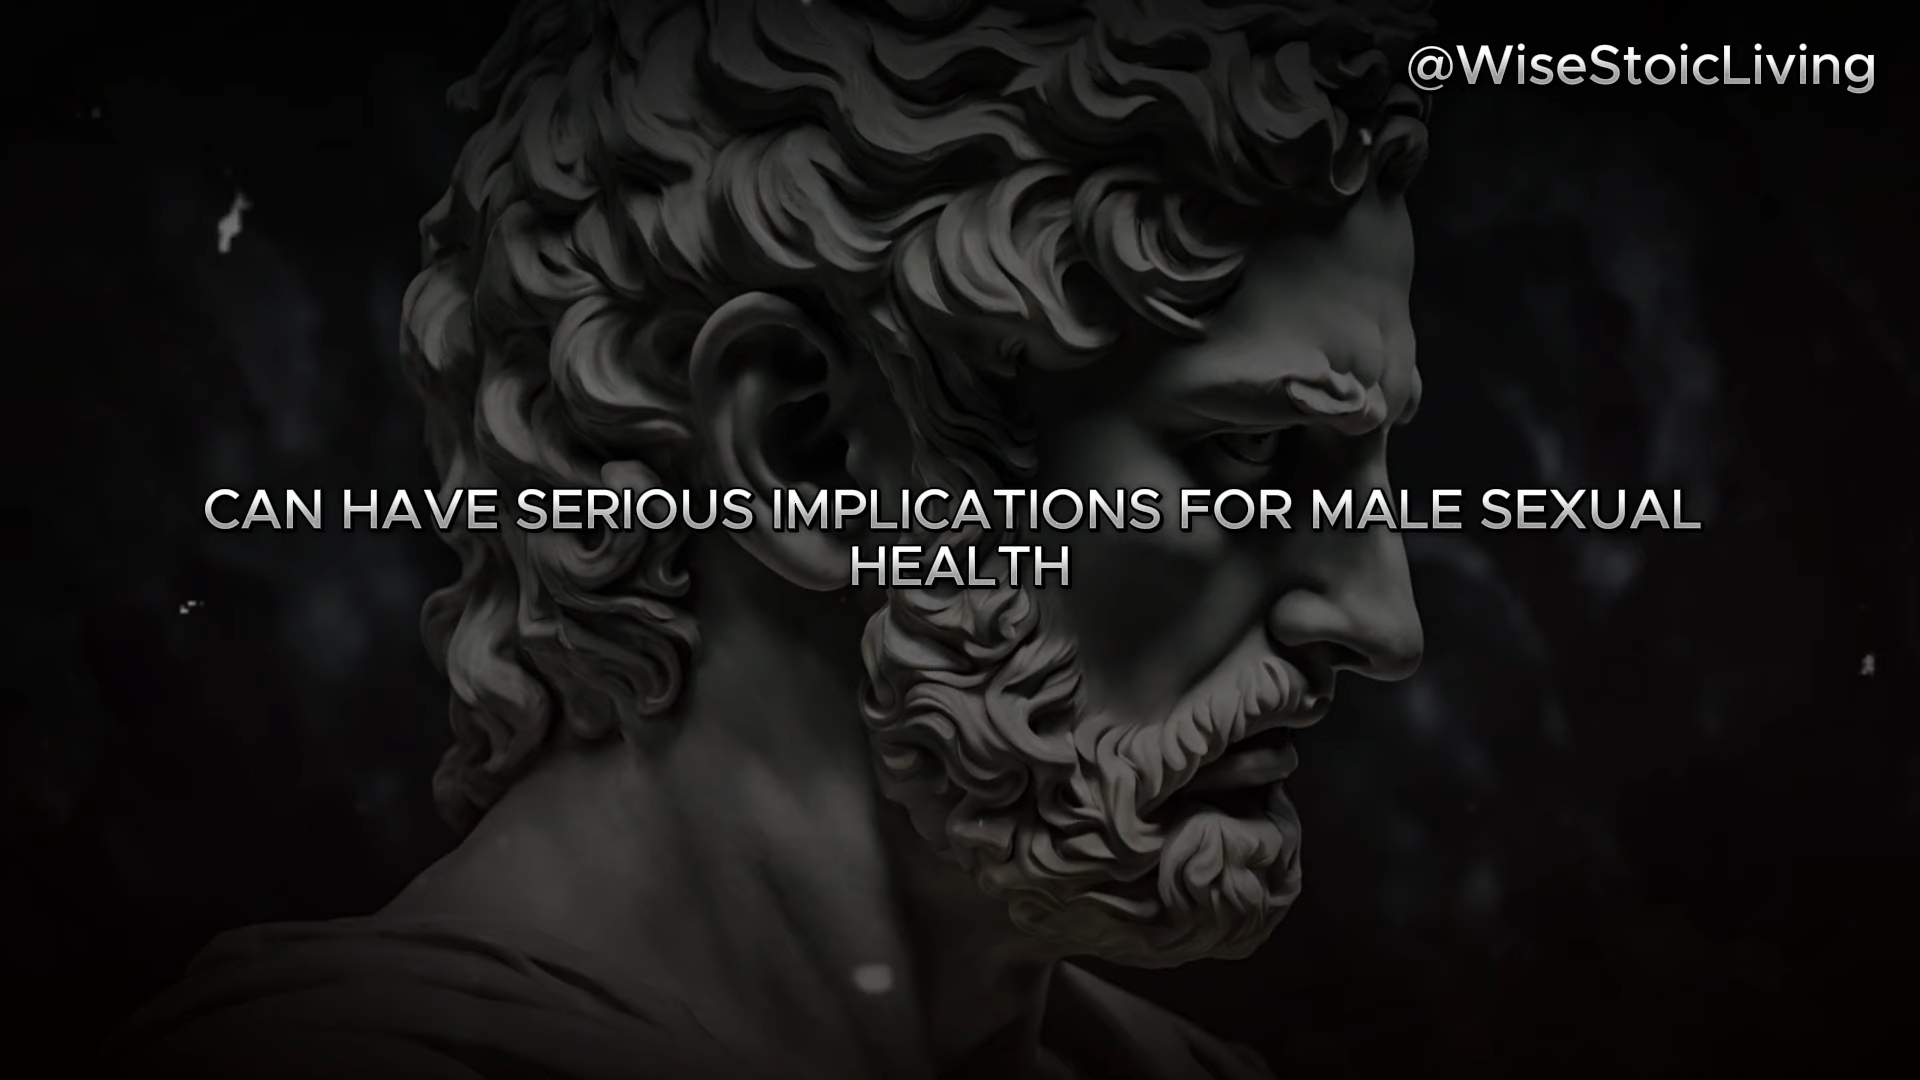 @WiseStoicLiving
CAN HAVE SERIOUS IMPLICATIONS FOR MALE SEXUAL
HEALTH